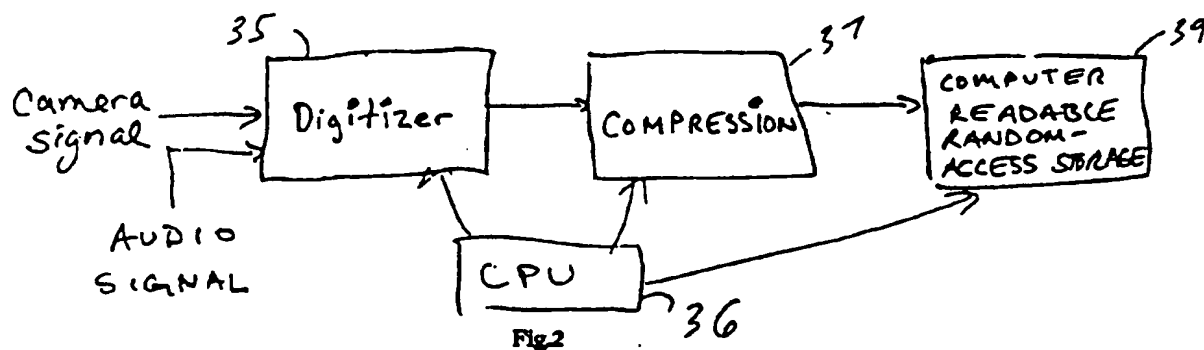 35
37
39
Camera
signal
Digitizer
COMPRESSION
COMPUTER
READABLE
RANDOM-
ACCESS STORAGE
AUDIO
SIGNAL
CPU
36
Fig.2